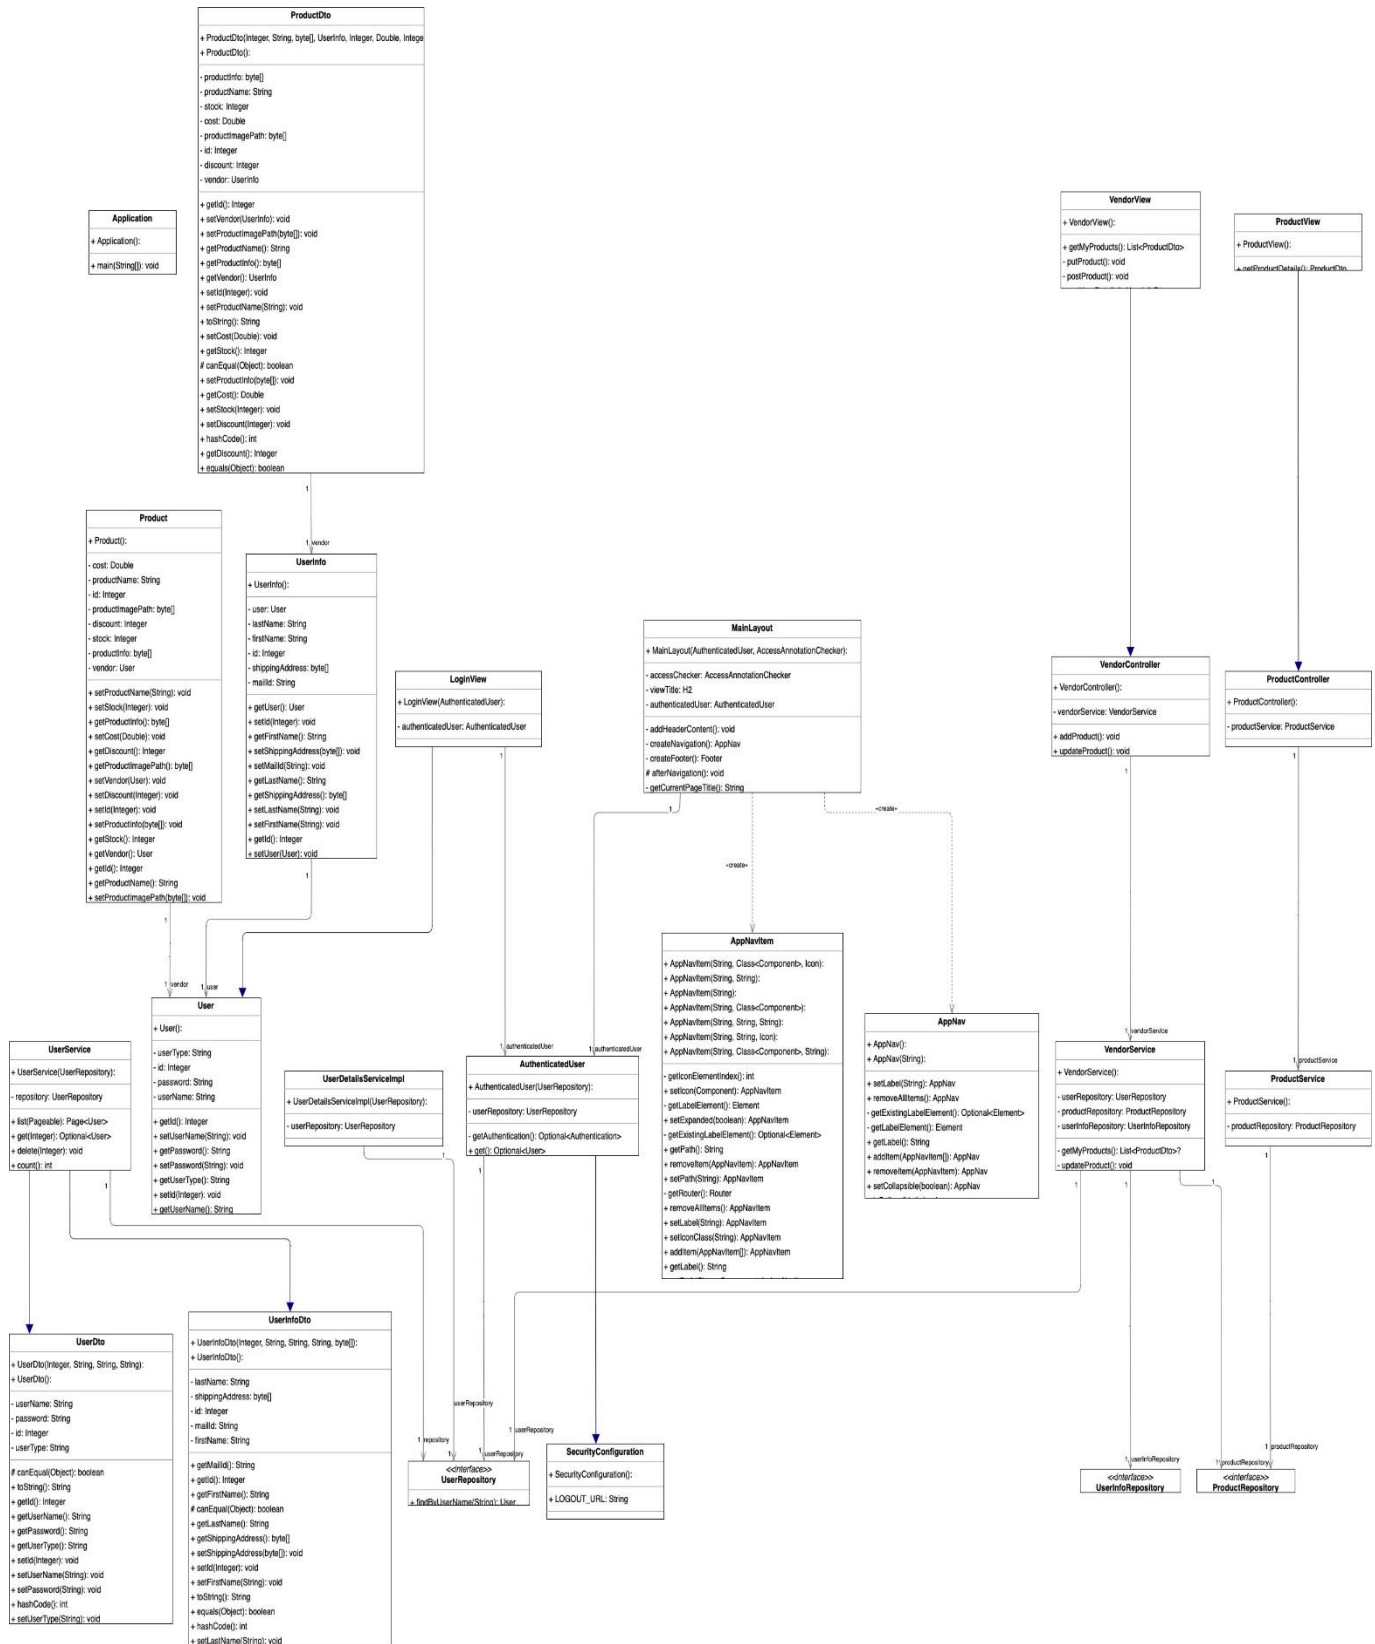 ProductDto
+ ProductDto(Integer, String, byte[], UserInfo, Integer, Double, Intege
+ ProductDto():
- productInfo: byte[]
- productName: String
- stock: Integer
- cost: Double
- productImagePath: byte[]
- id: Integer
- discount: Integer
- vendor: UserInfo
+ getId(): Integer
+ setVendor(UserInfo): void
+ setProductImagePath(byte[]): void
+ getProductName(): String
+ getProductInfo(): byte[]
+ getVendor(): UserInfo
+ setId(Integer): void
+ setProductName(String): void
+ toString(): String
+ setCost(Double): void
+ getStock(): Integer
# canEqual(Object): boolean
+ setProductInfo(byte[]): void
+ getCost(): Double
+ setStock(Integer): void
+ setDiscount(Integer): void
+ hashCode(): int
+ getDiscount(): Integer
+ equals(Object): boolean
1
1 vendor
Application
+ Application():
+ main(String[]): void
VendorView
+ VendorView():
+ getMyProducts(): List<ProductDto>
- putProduct(): void
- postProduct(): void
ProductView
+ ProductView():
+ getProductDetails(): ProductDto
Product
+ Product():
- cost: Double
- productName: String
- id: Integer
- productImagePath: byte[]
- discount: Integer
- stock: Integer
- productInfo: byte[]
- vendor: User
+ setProductName(String): void
+ setStock(Integer): void
+ getProductInfo(): byte[]
+ setCost(Double): void
+ getDiscount(): Integer
+ getProductImagePath(): byte[]
+ setVendor(User): void
+ setDiscount(Integer): void
+ setId(Integer): void
+ setProductInfo(byte[]): void
+ getStock(): Integer
+ getVendor(): User
+ getId(): Integer
+ getProductName(): String
+ setProductImagePath(byte[]): void
1
1 vendor
UserInfo
+ UserInfo():
- user: User
- lastName: String
- firstName: String
- id: Integer
- shippingAddress: byte[]
- mailId: String
+ getUser(): User
+ setId(Integer): void
+ getFirstName(): String
+ setShippingAddress(byte[]): void
+ setMailId(String): void
+ getLastName(): String
+ getShippingAddress(): byte[]
+ setLastName(String): void
+ setFirstName(String): void
+ getId(): Integer
+ setUser(User): void
1
1 user
LoginView
+ LoginView(AuthenticatedUser):
- authenticatedUser: AuthenticatedUser
1
1 authenticatedUser
MainLayout
+ MainLayout(AuthenticatedUser, AccessAnnotationChecker):
- accessChecker: AccessAnnotationChecker
- viewTitle: H2
- authenticatedUser: AuthenticatedUser
- addHeaderContent(): void
- createNavigation(): AppNav
- createFooter(): Footer
# afterNavigation(): void
- getCurrentPageTitle(): String
1
1 authenticatedUser
«create»
«create»
VendorController
+ VendorController():
- vendorService: VendorService
+ addProduct(): void
+ updateProduct(): void
1
1 vendorService
ProductController
+ ProductController():
- productService: ProductService
1
1 productService
AppNavItem
+ AppNavItem(String, Class<Component>, Icon):
+ AppNavItem(String, String):
+ AppNavItem(String):
+ AppNavItem(String, Class<Component>):
+ AppNavItem(String, String, String):
+ AppNavItem(String, String, Icon):
+ AppNavItem(String, Class<Component>, String):
- getIconElementIndex(): int
+ setIcon(Component): AppNavItem
- getLabelElement(): Element
+ setExpanded(boolean): AppNavItem
- getExistingLabelElement(): Optional<Element>
+ getPath(): String
+ removeItem(AppNavItem): AppNavItem
+ setPath(String): AppNavItem
- getRouter(): Router
+ removeAllItems(): AppNavItem
+ setLabel(String): AppNavItem
+ setIconClass(String): AppNavItem
+ addItem(AppNavItem[]): AppNavItem
+ getLabel(): String
AppNav
+ AppNav():
+ AppNav(String):
+ setLabel(String): AppNav
+ removeAllItems(): AppNav
- getExistingLabelElement(): Optional<Element>
- getLabelElement(): Element
+ getLabel(): String
+ addItem(AppNavItem[]): AppNav
+ removeItem(AppNavItem): AppNav
+ setCollapsible(boolean): AppNav
User
+ User():
- userType: String
- id: Integer
- password: String
- userName: String
+ getId(): Integer
+ setUserName(String): void
+ getPassword(): String
+ setPassword(String): void
+ getUserType(): String
+ setId(Integer): void
+ getUserName(): String
UserService
+ UserService(UserRepository):
- repository: UserRepository
+ list(Pageable): Page<User>
+ get(Integer): Optional<User>
+ delete(Integer): void
+ count(): int
1
1 repository
UserDetailsServiceImpl
+ UserDetailsServiceImpl(UserRepository):
- userRepository: UserRepository
1
userRepository
1
AuthenticatedUser
+ AuthenticatedUser(UserRepository):
- userRepository: UserRepository
- getAuthentication(): Optional<Authentication>
+ get(): Optional<User>
1
1
userRepository
VendorService
+ VendorService():
- userRepository: UserRepository
- productRepository: ProductRepository
- userInfoRepository: UserInfoRepository
- getMyProducts(): List<ProductDto>?
- updateProduct(): void
1
1
1
1 userRepository
1 userInfoRepository
1 productRepository
ProductService
+ ProductService():
- productRepository: ProductRepository
1
1 productRepository
UserDto
+ UserDto(Integer, String, String, String):
+ UserDto():
- userName: String
- password: String
- id: Integer
- userType: String
# canEqual(Object): boolean
+ toString(): String
+ getId(): Integer
+ getUserName(): String
+ getPassword(): String
+ getUserType(): String
+ setId(Integer): void
+ setUserName(String): void
+ setPassword(String): void
+ hashCode(): int
+ setUserType(String): void
UserInfoDto
+ UserInfoDto(Integer, String, String, String, byte[]):
+ UserInfoDto():
- lastName: String
- shippingAddress: byte[]
- id: Integer
- mailId: String
- firstName: String
+ getMailId(): String
+ getId(): Integer
+ getFirstName(): String
# canEqual(Object): boolean
+ getLastName(): String
+ getShippingAddress(): byte[]
+ setShippingAddress(byte[]): void
+ setId(Integer): void
+ setFirstName(String): void
+ toString(): String
+ equals(Object): boolean
+ hashCode(): int
+ setLastName(String): void
<<interface>>
UserRepository
+ findByUserName(String): User
SecurityConfiguration
+ SecurityConfiguration():
+ LOGOUT_URL: String
<<interface>>
UserInfoRepository
<<interface>>
ProductRepository